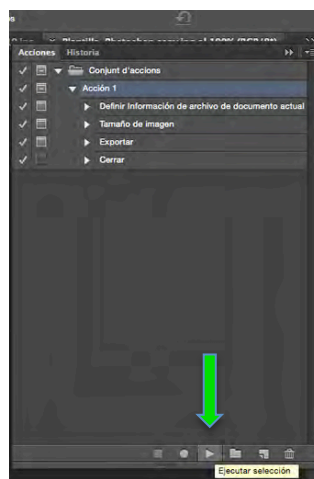 Acciones Historia
Conjunt d'accions
Acción 1
Definir Información de archivo de documento actual
Tamaño de imagen
Exportar
Cerrar
Ejecutar selección